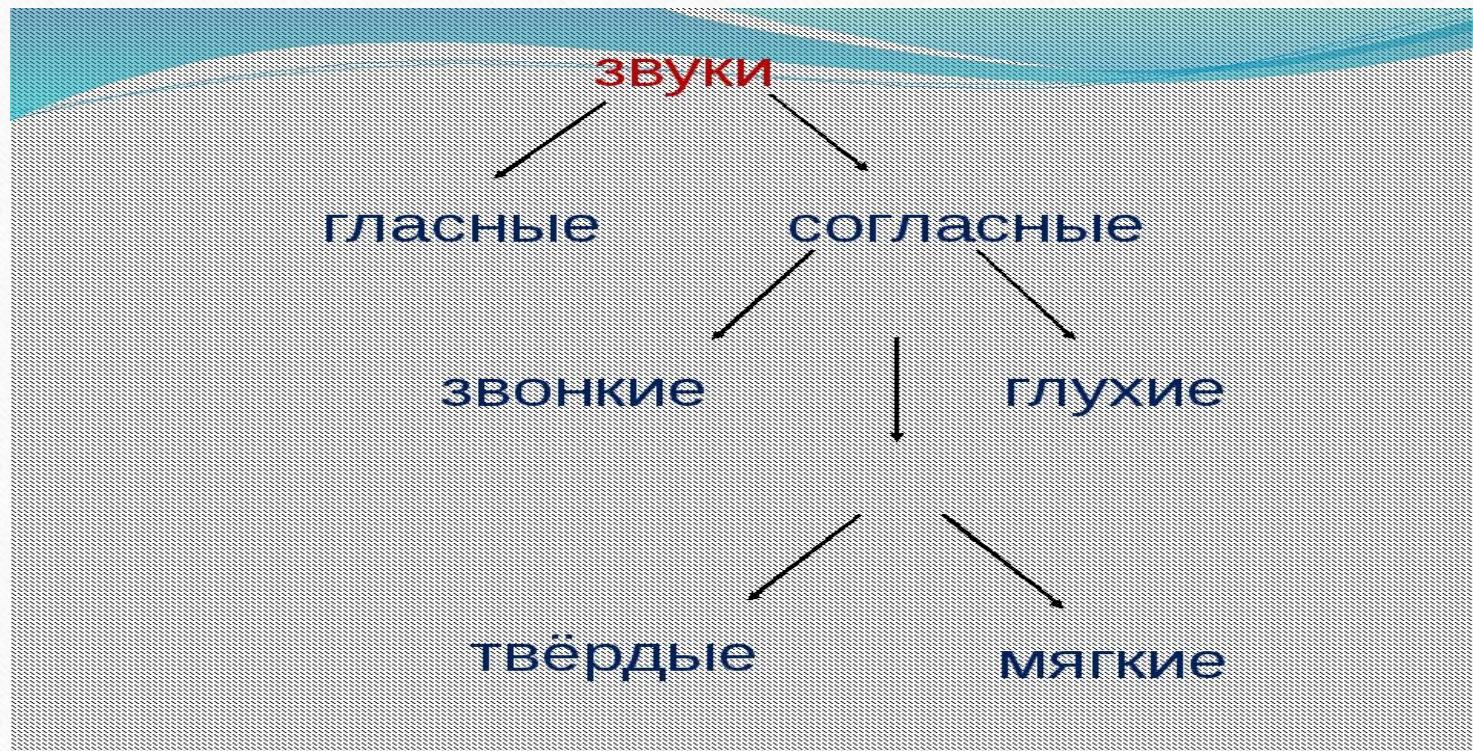 звуки
гласные согласные
звонкие глухие
твёрдые мягкие